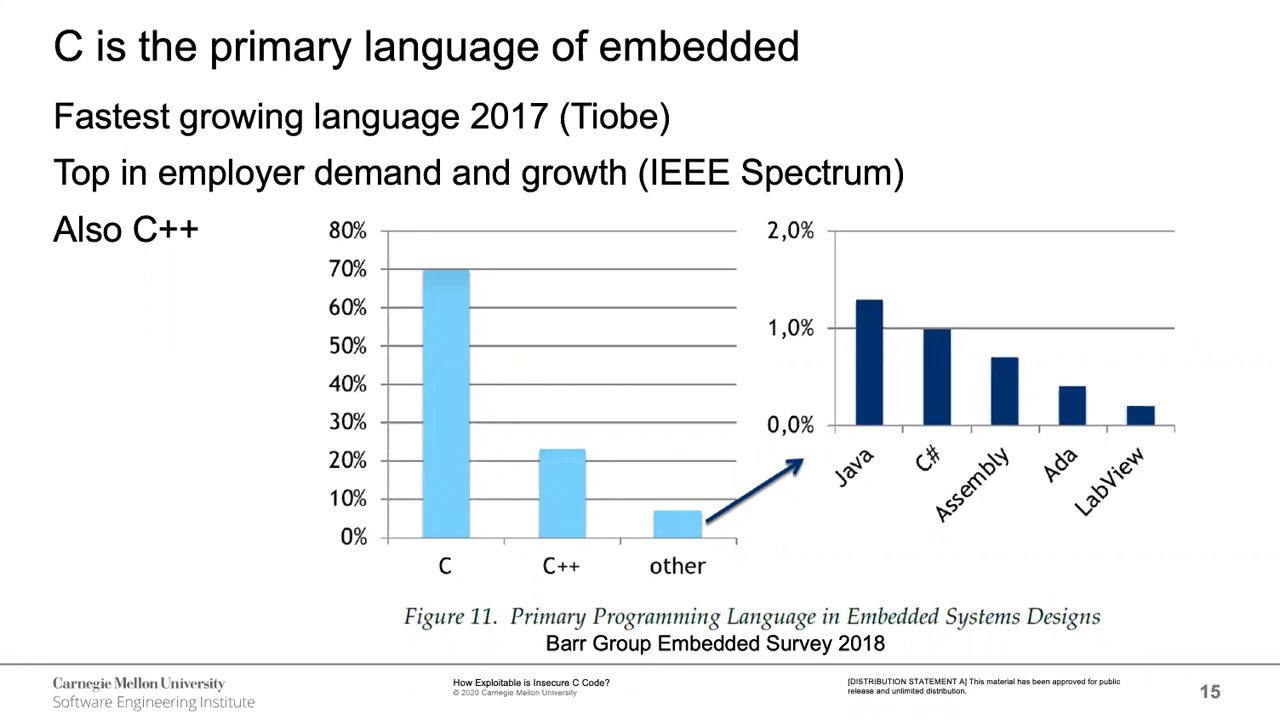 C is the primary language of embedded
Fastest growing language 2017 (Tiobe)
Top in employer demand and growth (IEEE Spectrum)
Also C++
80%
70%
60%
50%
40%
30%
20%
10%
0%
C
C++
other
2,0%
1,0%
0,0%
Java
C#
Assembly
Ada
LabView
Figure 11. Primary Programming Language in Embedded Systems Designs
Barr Group Embedded Survey 2018
Carnegie Mellon University
Software Engineering Institute
How Exploitable is Insecure C Code?
© 2020 Carnegie Mellon University
[DISTRIBUTION STATEMENT A] This material has been approved for public
release and unlimited distribution.
15